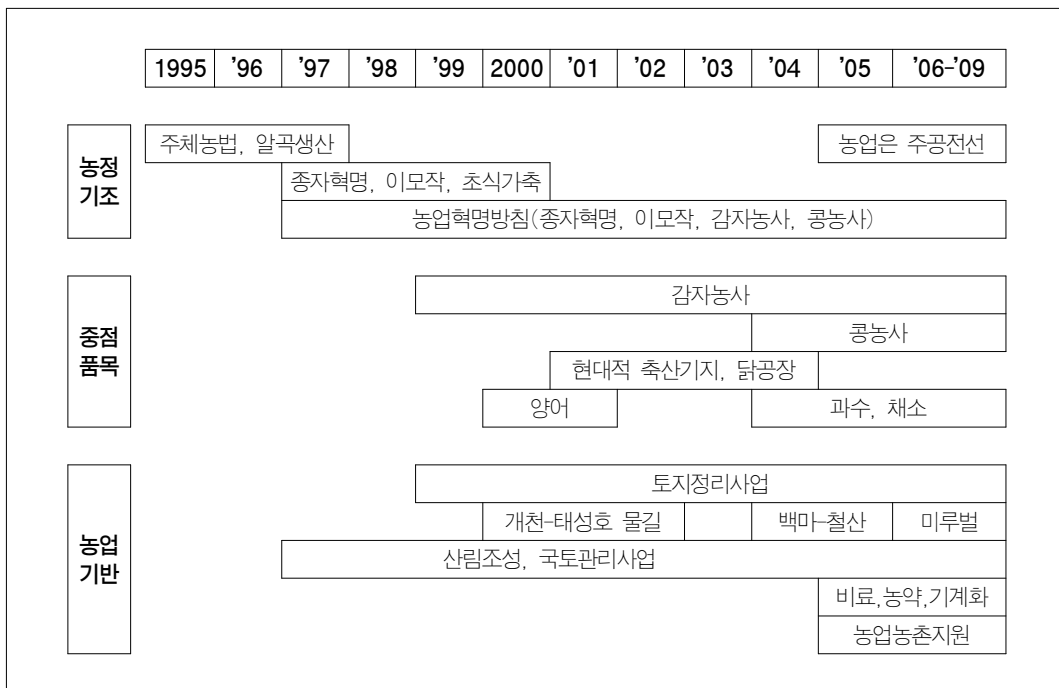 1995 ’96 ’97 ’98 ’99 2000 ’01 ’02 ’03 ’04 ’05 ’06-’09
농정
기조
주체농법, 알곡생산 농업은 주공전선
종자혁명, 이모작, 초식가축
농업혁명방침(종자혁명, 이모작, 감자농사, 콩농사)
중점
품목
감자농사
콩농사
현대적 축산기지, 닭공장
양어 과수, 채소
농업
기반
토지정리사업
개천-태성호 물길 백마-철산 미루벌
산림조성, 국토관리사업
비료,농약,기계화
농업농촌지원